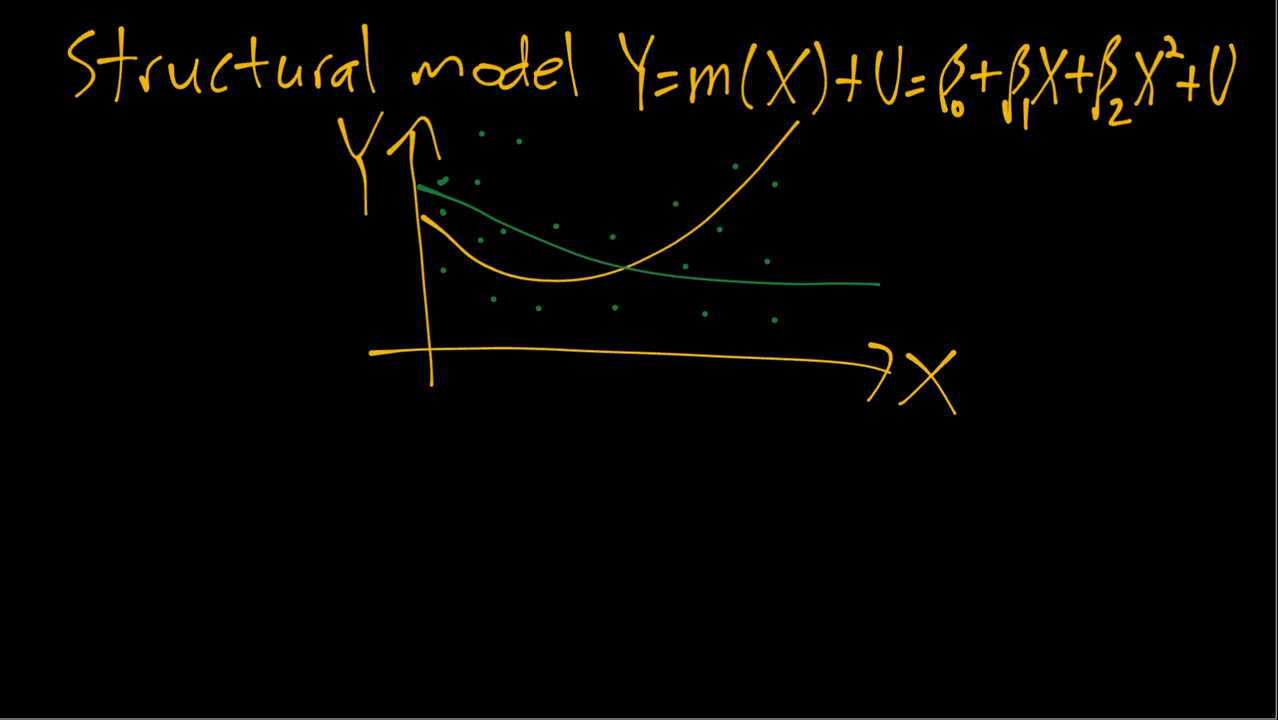 Structural model Y=m(X)+U=β₀+β₁X+β₂X²+U
Y
X